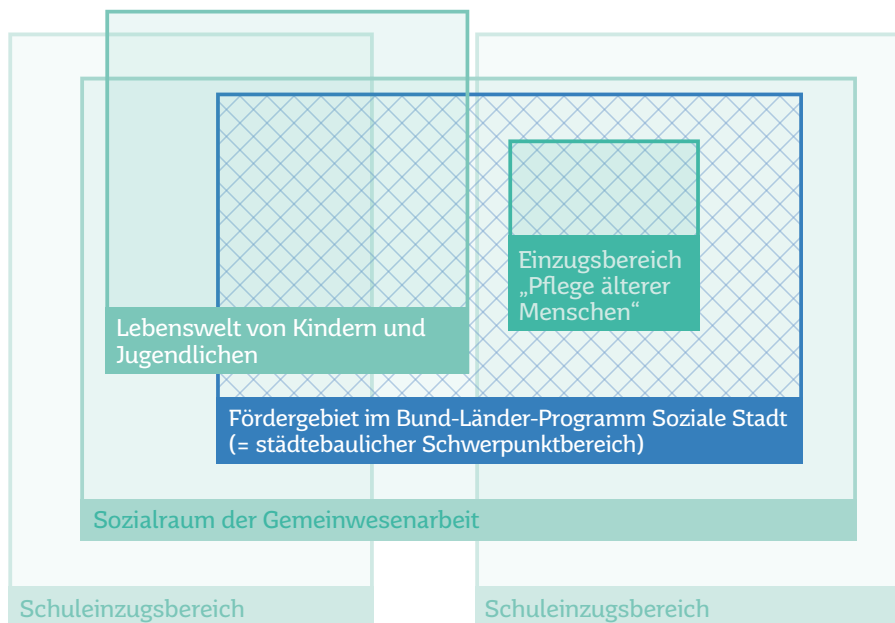 Einzugsbereich
„Pflege älterer
Menschen“
Lebenswelt von Kindern und
Jugendlichen
Fördergebiet im Bund-Länder-Programm Soziale Stadt
(= städtebaulicher Schwerpunktbereich)
Sozialraum der Gemeinwesenarbeit
Schuleinzugsbereich
Schuleinzugsbereich